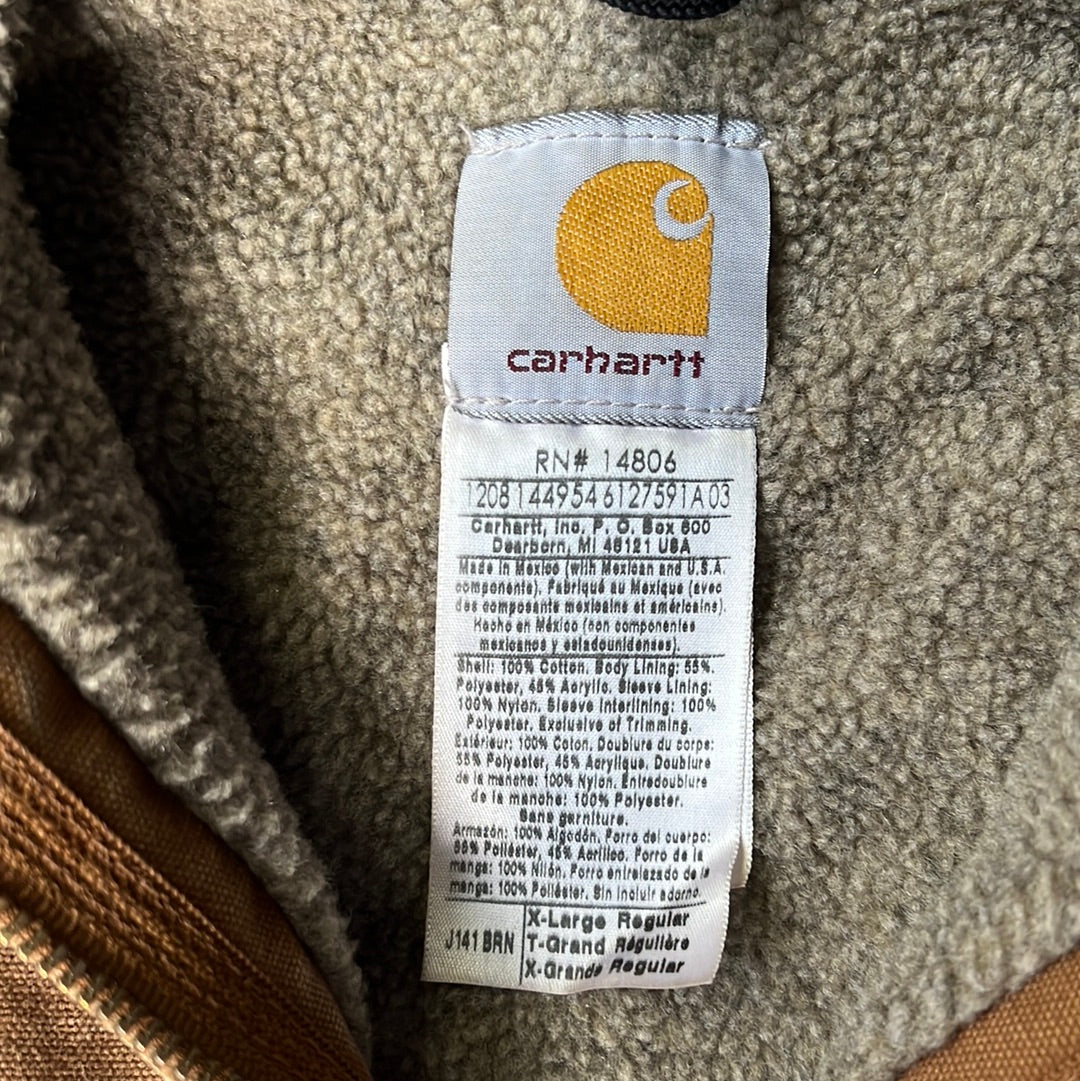 carhartt
RN# 14806
1208144954612759 1A03
Carhartt, Inc. P. O. Box 600
Dearborn, MI 48121 USA
Made in Mexico (with Mexican and U.S.A.
components). Fabriqué au Mexique (avec
des composants mexicains et américains).
Hecho en México (con componentes
mexicanos y estadounidenses).
Shell: 100% Cotton. Body Lining: 55%
Polyester, 45% Acrylic. Sleeve Lining:
100% Nylon. Sleeve Interlining: 100%
Polyester. Exclusive of Trimming.
Extérieur: 100% Coton. Doublure du corps:
55% Polyester, 45% Acrylique. Doublure
de la manche: 100% Nylon. Entredoublure
de la manche: 100% Polyester.
Sans garniture.
Armazón: 100% Algodón. Forro del cuerpo:
55% Poliéster, 45% Acrílico. Forro de la
manga: 100% Nilón. Forro entrelazado de la
manga: 100% Poliéster. Sin incluir adorno.
J141 BRN
X-Large Regular
T-Grand Régulière
X-Grande Regular